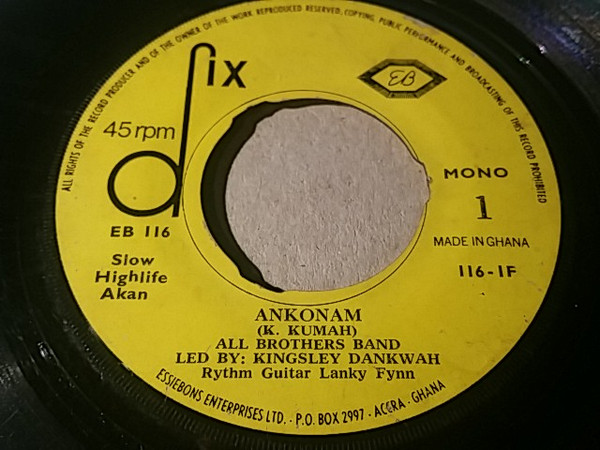 ALL RIGHTS OF THE RECORD PRODUCER AND OF THE OWNER OF THE WORK REPRODUCED RESERVED, COPYING, PUBLIC PERFORMANCE AND BROADCASTING OF THIS RECORD PROHIBITED
dix
EB
45 rpm
MONO
1
EB 116
MADE IN GHANA
Slow
Highlife
Akan
116-1F
ANKONAM
(K. KUMAH)
ALL BROTHERS BAND
LED BY: KINGSLEY DANKWAH
Rythm Guitar Lanky Fynn
ESSIEBONS ENTERPRISES LTD. · P.O. BOX 2997 · ACCRA · GHANA